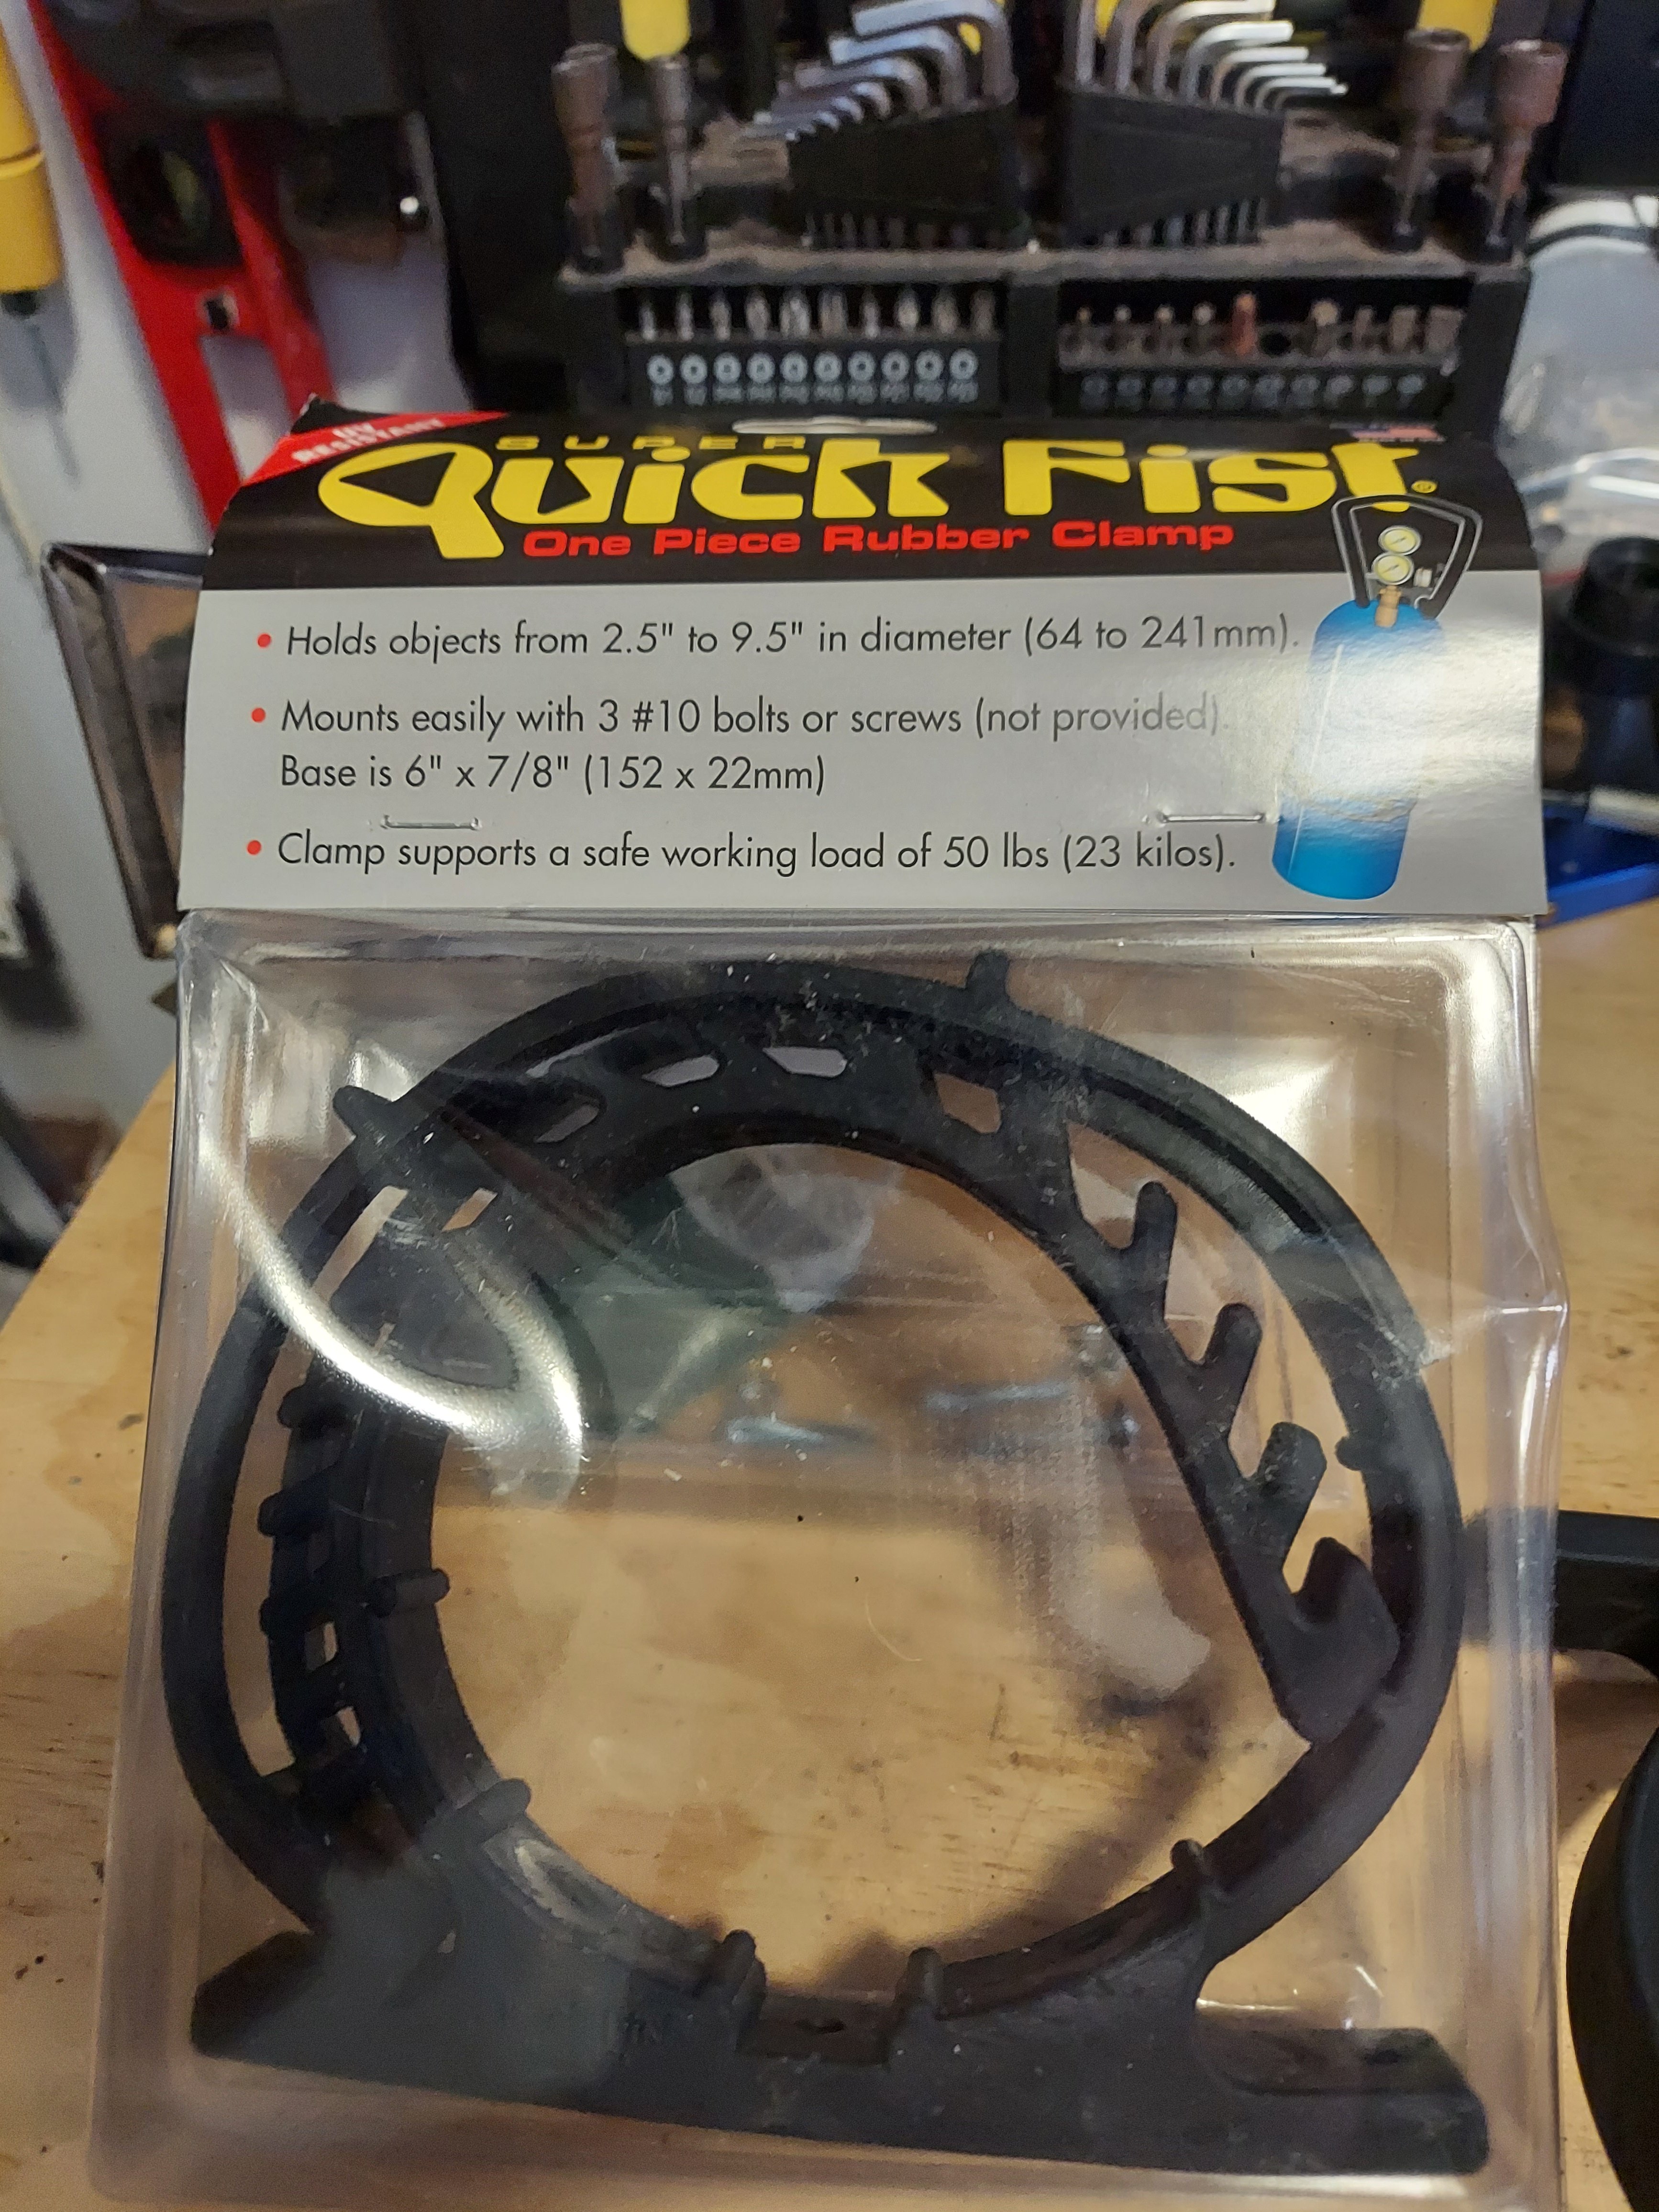 UV
RESISTANT
SUPER
Quick Fist®
One Piece Rubber Clamp
• Holds objects from 2.5" to 9.5" in diameter (64 to 241mm).
• Mounts easily with 3 #10 bolts or screws (not provided).
Base is 6" x 7/8" (152 x 22mm)
• Clamp supports a safe working load of 50 lbs (23 kilos).